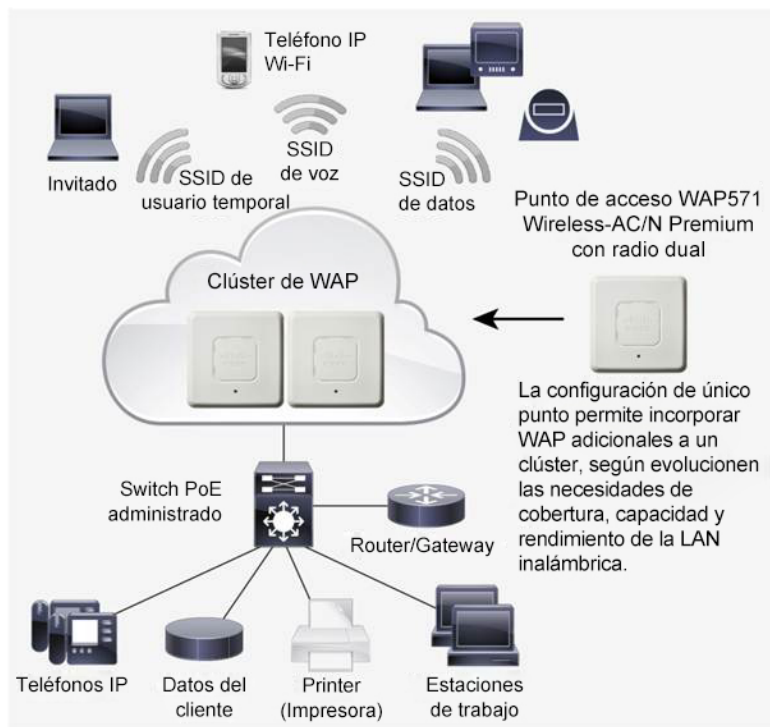 Teléfono IP
Wi-Fi
Invitado
SSID de
usuario temporal
SSID
de voz
SSID
de datos
Punto de acceso WAP571
Wireless-AC/N Premium
con radio dual
Clúster de WAP
La configuración de único
punto permite incorporar
WAP adicionales a un
clúster, según evolucionen
las necesidades de
cobertura, capacidad y
rendimiento de la LAN
inalámbrica.
Switch PoE
administrado
Router/Gateway
Teléfonos IP
Datos del
cliente
Printer
(Impresora)
Estaciones
de trabajo